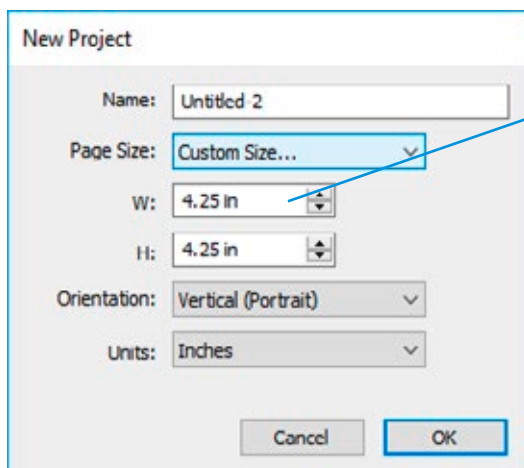 New Project
Name: Untitled-2
Page Size: Custom Size...
W: 4.25 in
H: 4.25 in
Orientation: Vertical (Portrait)
Units: Inches
Cancel OK